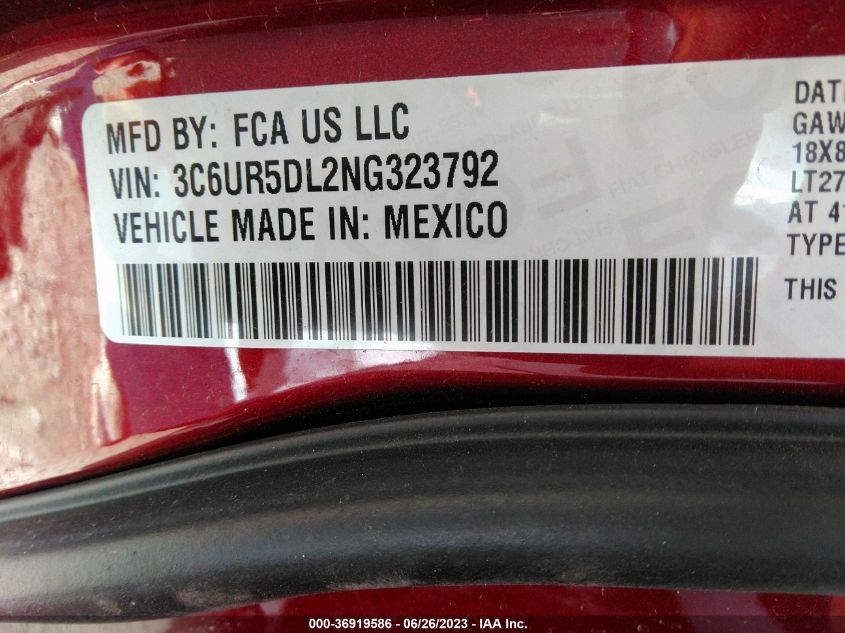 MFD BY: FCA US LLC
VIN: 3C6UR5DL2NG323792
VEHICLE MADE IN: MEXICO
DAT
GAW
18X8
LT27
AT 4
TYPE
THIS
000-36919586 - 06/26/2023 - IAA Inc.